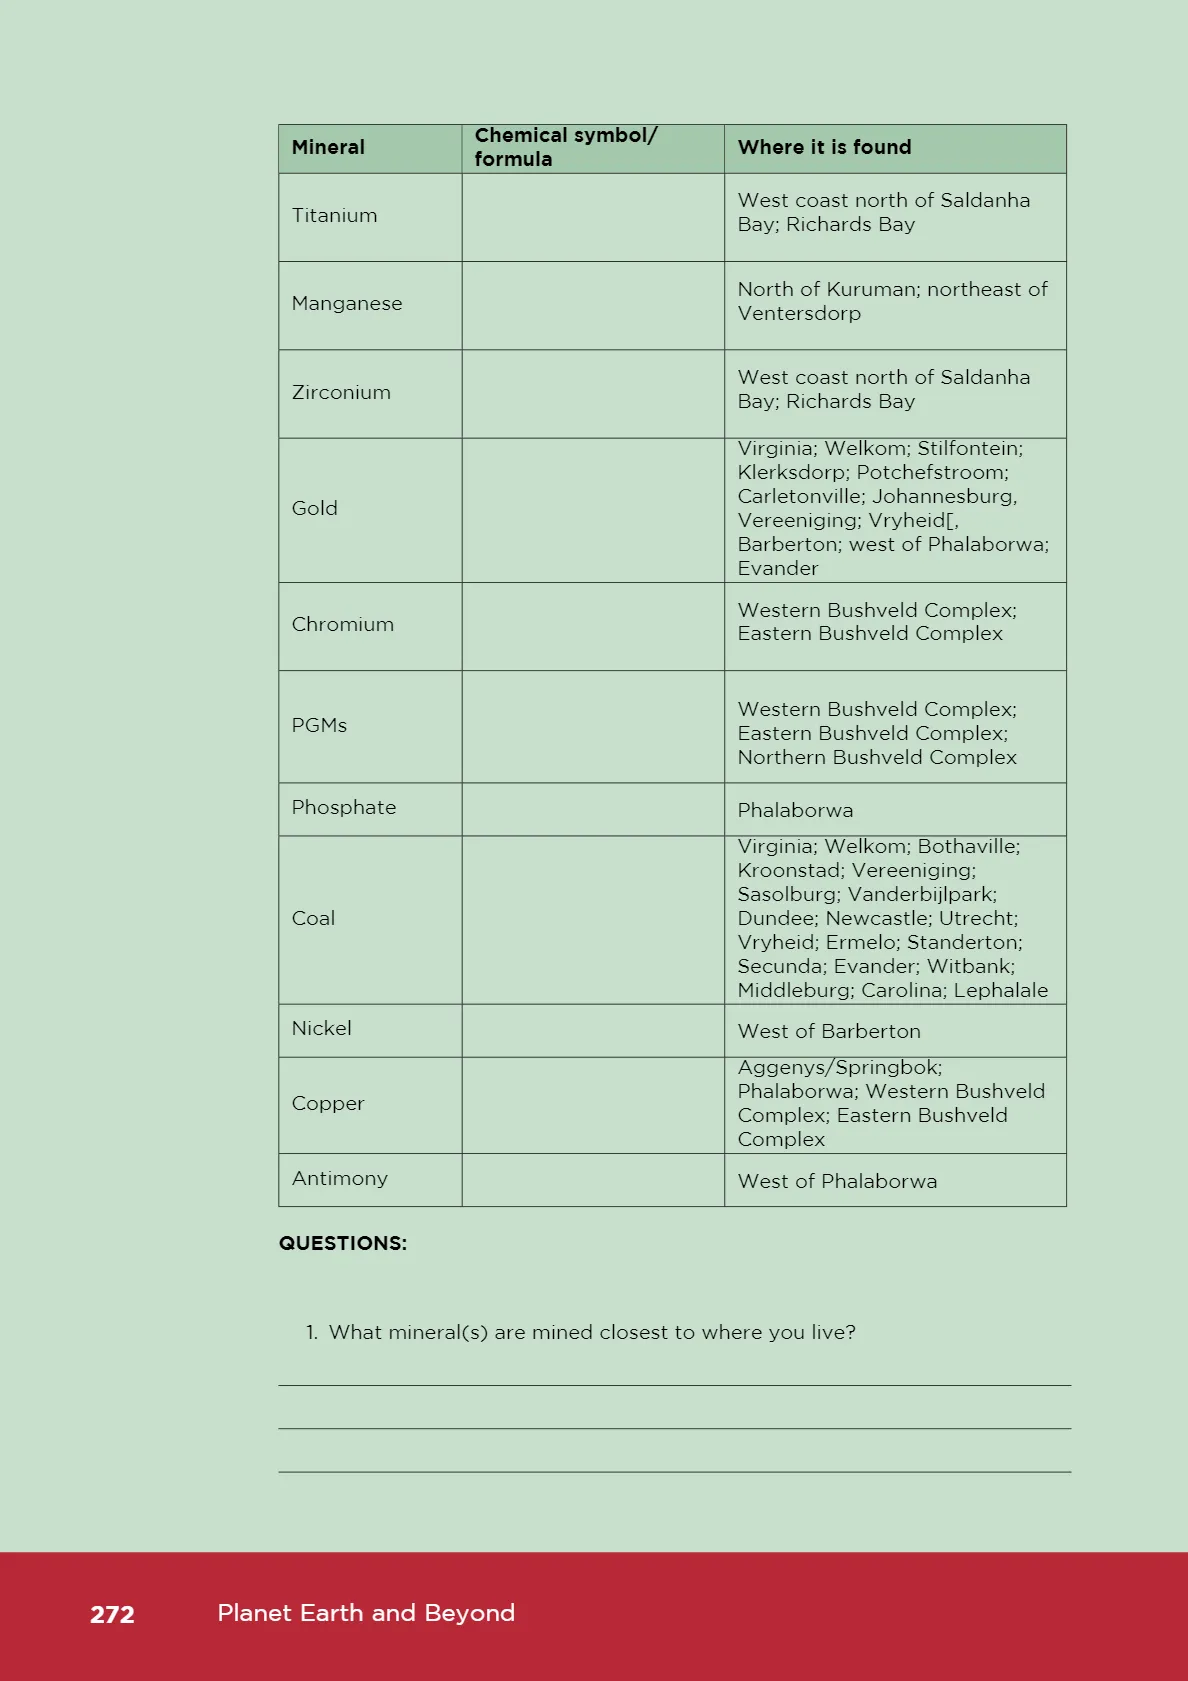 Mineral
Chemical symbol/
formula
Where it is found
Titanium
West coast north of Saldanha
Bay; Richards Bay
Manganese
North of Kuruman; northeast of
Ventersdorp
Zirconium
West coast north of Saldanha
Bay; Richards Bay
Gold
Virginia; Welkom; Stilfontein;
Klerksdorp; Potchefstroom;
Carletonville; Johannesburg,
Vereeniging; Vryheid[,
Barberton; west of Phalaborwa;
Evander
Chromium
Western Bushveld Complex;
Eastern Bushveld Complex
PGMs
Western Bushveld Complex;
Eastern Bushveld Complex;
Northern Bushveld Complex
Phosphate
Phalaborwa
Coal
Virginia; Welkom; Bothaville;
Kroonstad; Vereeniging;
Sasolburg; Vanderbijlpark;
Dundee; Newcastle; Utrecht;
Vryheid; Ermelo; Standerton;
Secunda; Evander; Witbank;
Middleburg; Carolina; Lephalale
Nickel
West of Barberton
Copper
Aggenys/Springbok;
Phalaborwa; Western Bushveld
Complex; Eastern Bushveld
Complex
Antimony
West of Phalaborwa
QUESTIONS:
1. What mineral(s) are mined closest to where you live?
272 Planet Earth and Beyond